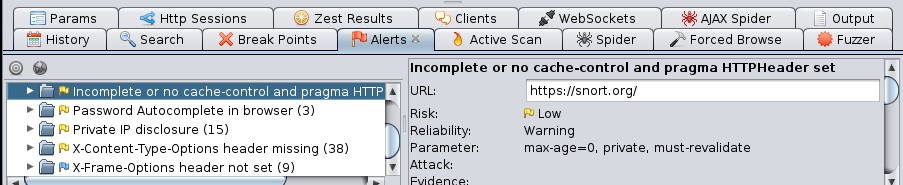 Params Http Sessions Zest Results Clients WebSockets AJAX Spider Output
History Search Break Points Alerts Active Scan Spider Forced Browse Fuzzer
Incomplete or no cache-control and pragma HTTP
Password Autocomplete in browser (3)
Private IP disclosure (15)
X-Content-Type-Options header missing (38)
X-Frame-Options header not set (9)
Incomplete or no cache-control and pragma HTTPHeader set
URL: https://snort.org/
Risk: Low
Reliability: Warning
Parameter: max-age=0, private, must-revalidate
Attack:
Evidence: